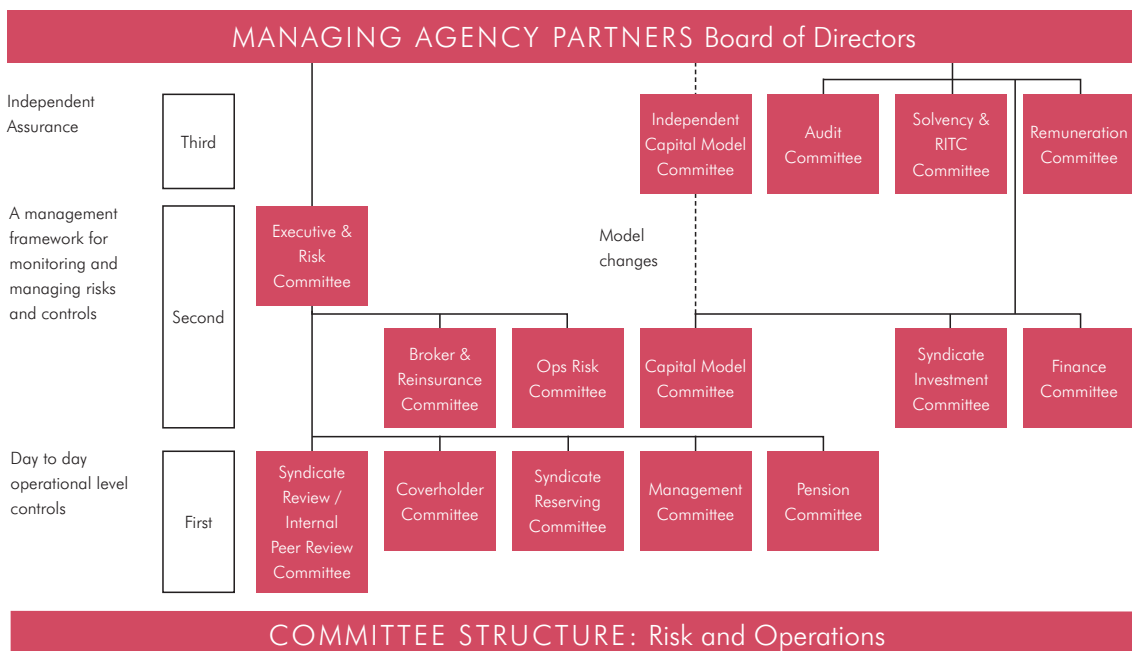 MANAGING AGENCY PARTNERS Board of Directors
Independent
Assurance
Third
Independent
Capital Model
Committee
Audit
Committee
Solvency &
RITC
Committee
Remuneration
Committee
A management
framework for
monitoring and
managing risks
and controls
Second
Executive &
Risk
Committee
Model
changes
Broker &
Reinsurance
Committee
Ops Risk
Committee
Capital Model
Committee
Syndicate
Investment
Committee
Finance
Committee
Day to day
operational level
controls
First
Syndicate
Review /
Internal
Peer Review
Committee
Coverholder
Committee
Syndicate
Reserving
Committee
Management
Committee
Pension
Committee
COMMITTEE STRUCTURE: Risk and Operations